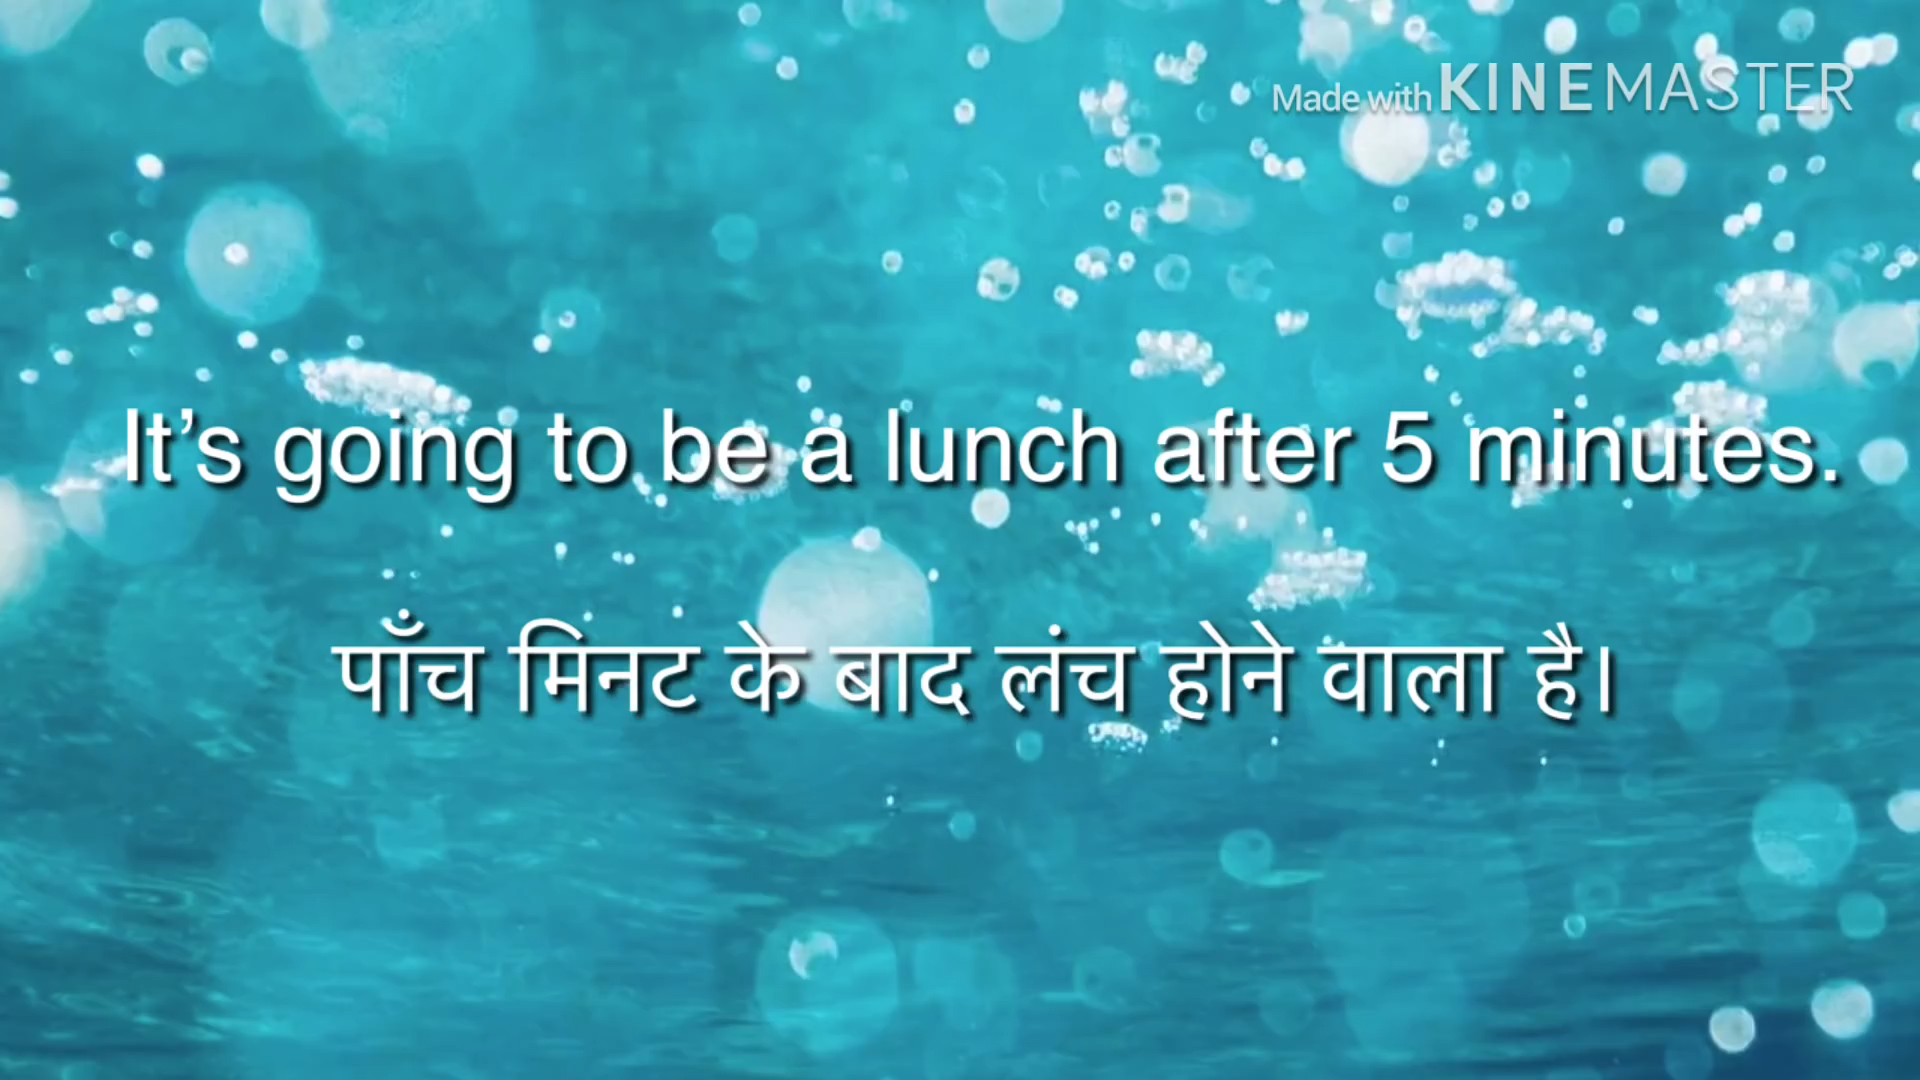 Made with KINEMASTER
It’s going to be a lunch after 5 minutes.
पाँच मिनट के बाद लंच होने वाला है।